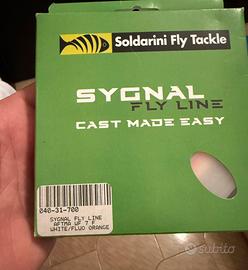 Soldarini Fly Tackle
SYGNAL
FLY LINE
CAST MADE EASY
040-31-700
SYGNAL FLY LINE
AFTMA WF 7 F
WHITE/FLUO ORANGE
subito